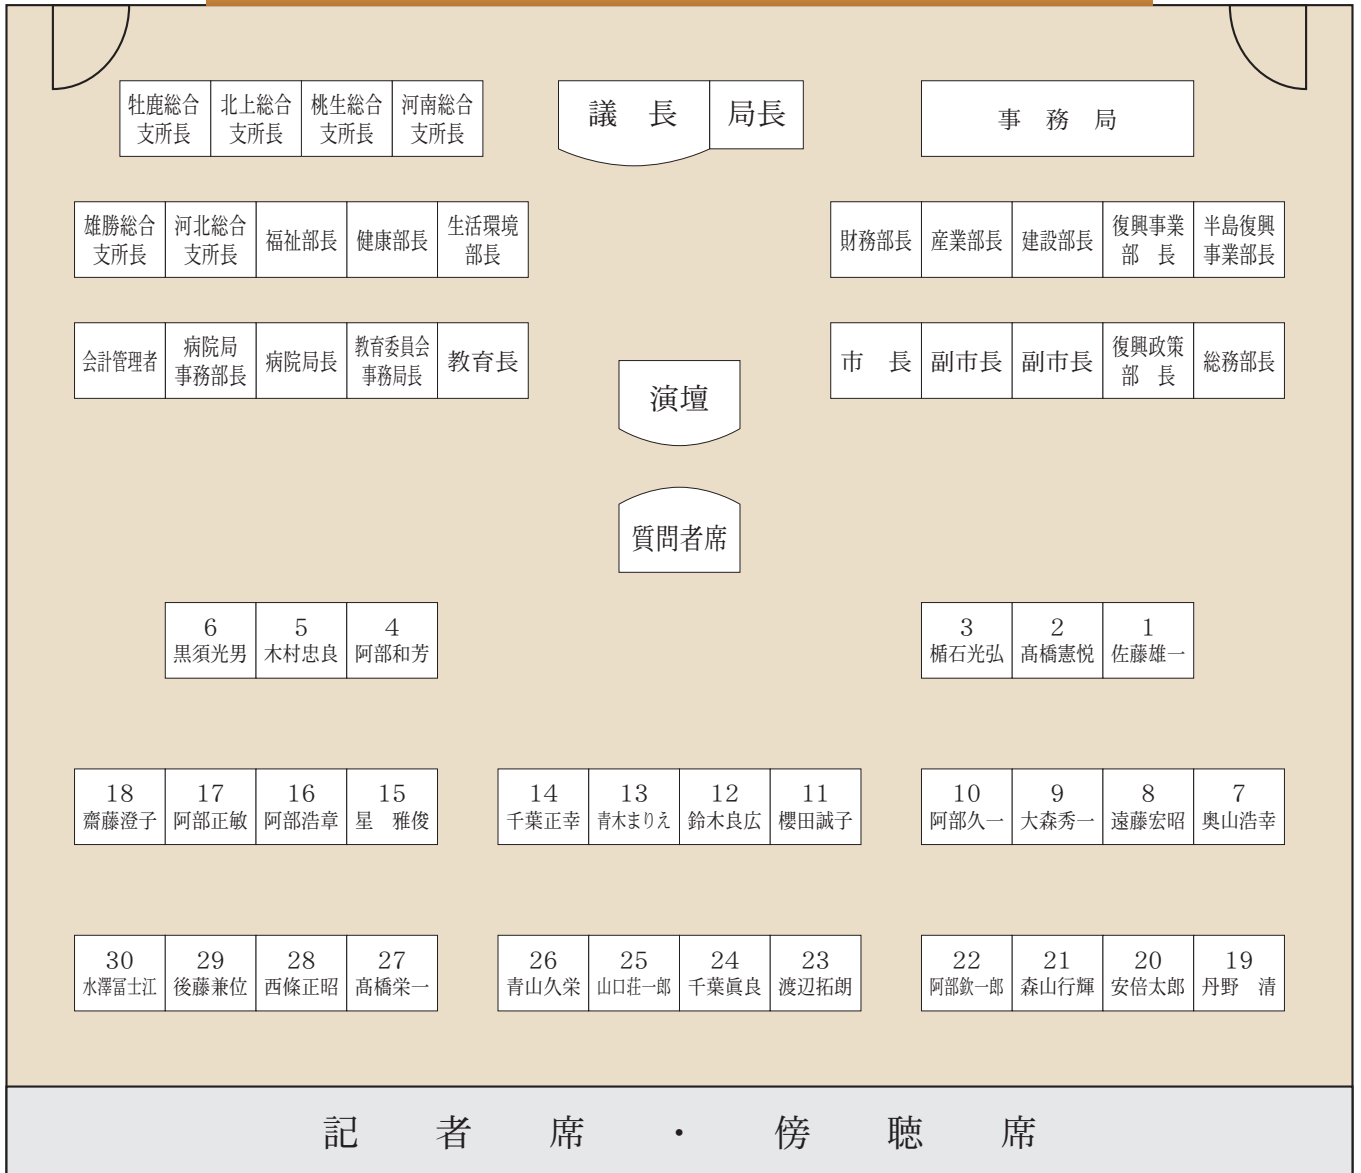 牡鹿総合
支所長
北上総合
支所長
桃生総合
支所長
河南総合
支所長
議　長
局長
事　務　局
雄勝総合
支所長
河北総合
支所長
福祉部長
健康部長
生活環境
部長
財務部長
産業部長
建設部長
復興事業
部　長
半島復興
事業部長
会計管理者
病院局
事務部長
病院局長
教育委員会
事務局長
教育長
市　長
副市長
副市長
復興政策
部　長
総務部長
演壇
質問者席
6
黒須光男
5
木村忠良
4
阿部和芳
3
楯石光弘
2
髙橋憲悦
1
佐藤雄一
18
齋藤澄子
17
阿部正敏
16
阿部浩章
15
星　雅俊
14
千葉正幸
13
青木まりえ
12
鈴木良広
11
櫻田誠子
10
阿部久一
9
大森秀一
8
遠藤宏昭
7
奥山浩幸
30
水澤冨士江
29
後藤兼位
28
西條正昭
27
髙橋栄一
26
青山久栄
25
山口荘一郎
24
千葉眞良
23
渡辺拓朗
22
阿部欽一郎
21
森山行輝
20
安倍太郎
19
丹野　清
記　者　席　・　傍　聴　席